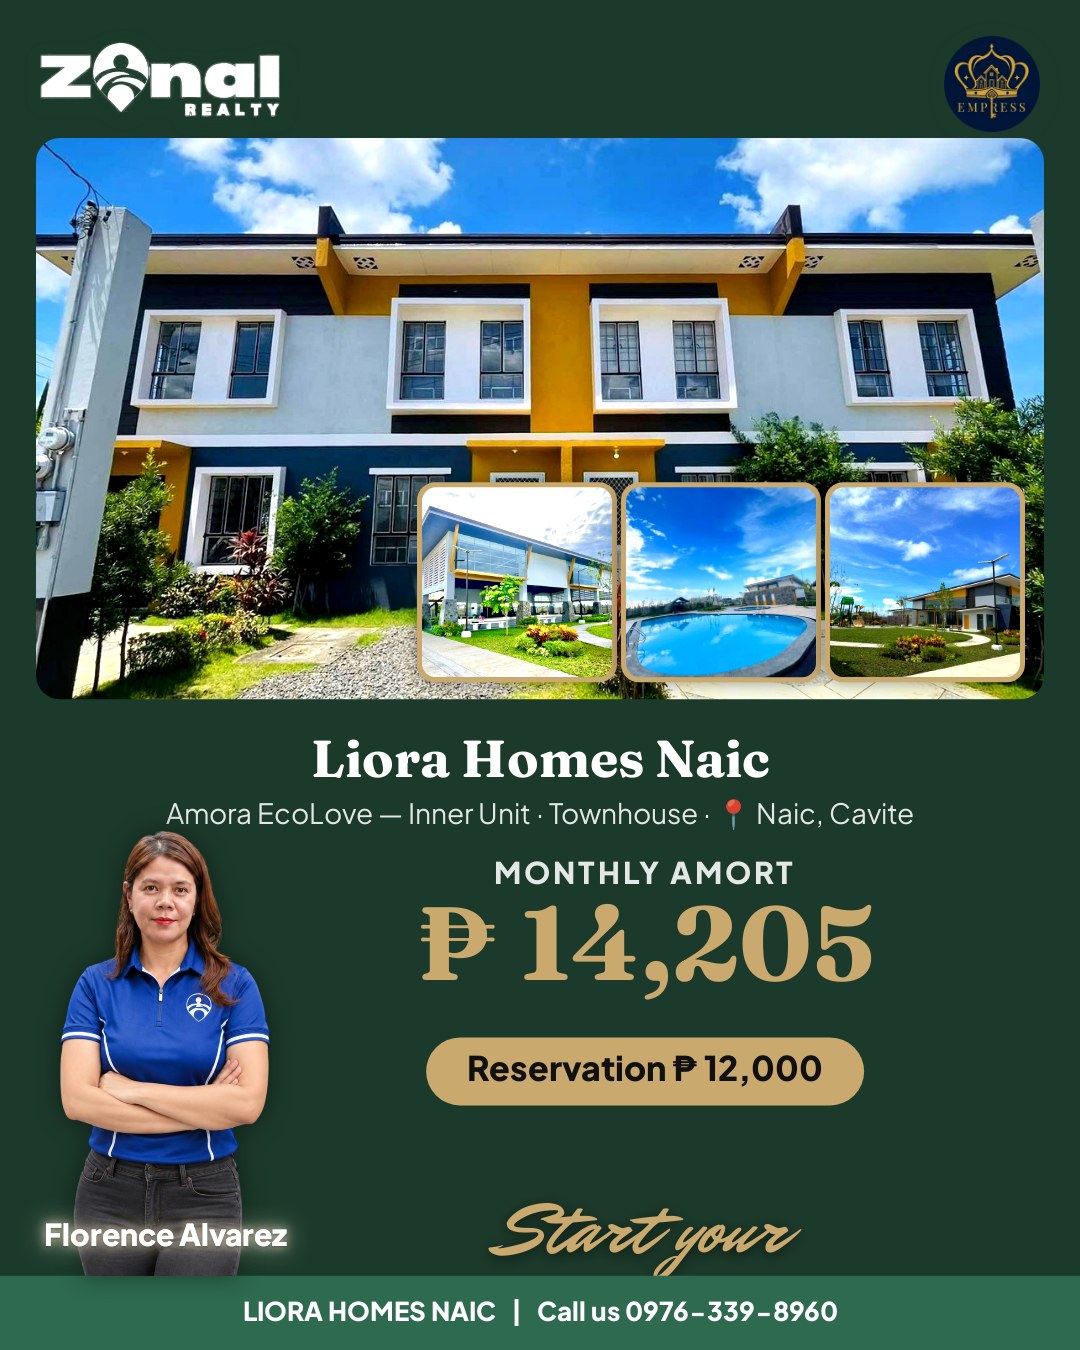 Zonal
REALTY
EMPRESS
Liora Homes Naic
Amora EcoLove — Inner Unit · Townhouse · 📍 Naic, Cavite
MONTHLY AMORT
₱ 14,205
Reservation ₱ 12,000
Florence Alvarez
Start your
LIORA HOMES NAIC | Call us 0976-339-8960